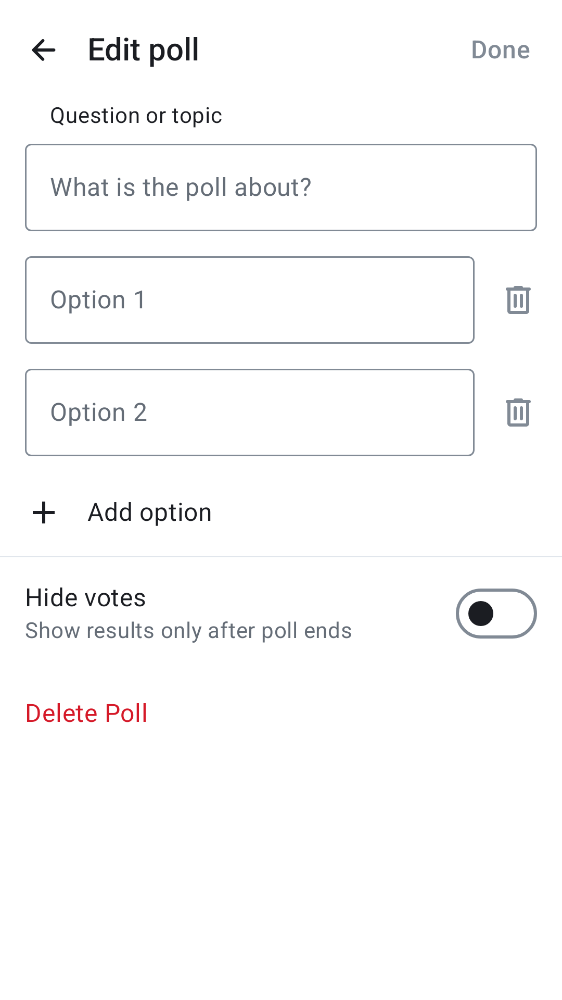 Edit poll
Done
Question or topic
What is the poll about?
Option 1
Option 2
Add option
Hide votes
Show results only after poll ends
Delete Poll